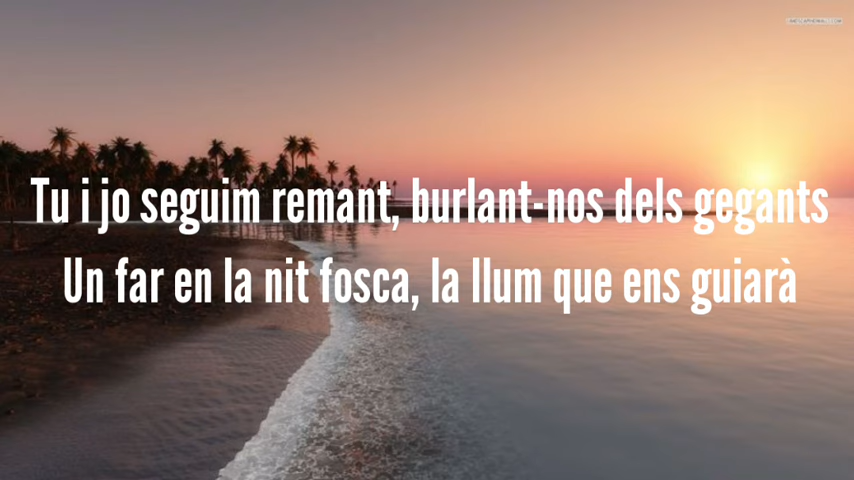 Tu i jo seguim remant, burlant-nos dels gegants
Un far en la nit fosca, la llum que ens guiarà